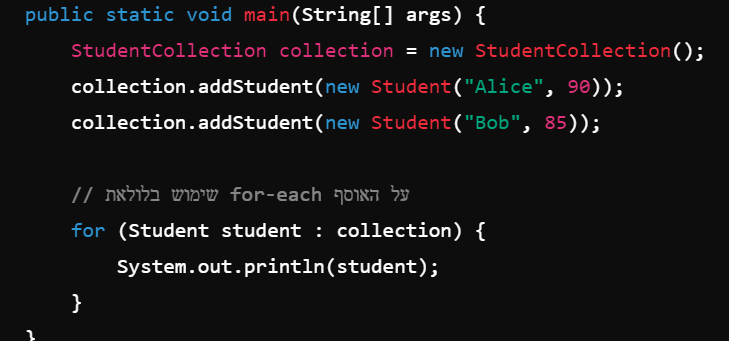 public static void main(String[] args) {
    StudentCollection collection = new StudentCollection();
    collection.addStudent(new Student("Alice", 90));
    collection.addStudent(new Student("Bob", 85));

    // שימוש בלולאת for-each על האוסף
    for (Student student : collection) {
        System.out.println(student);
    }
}